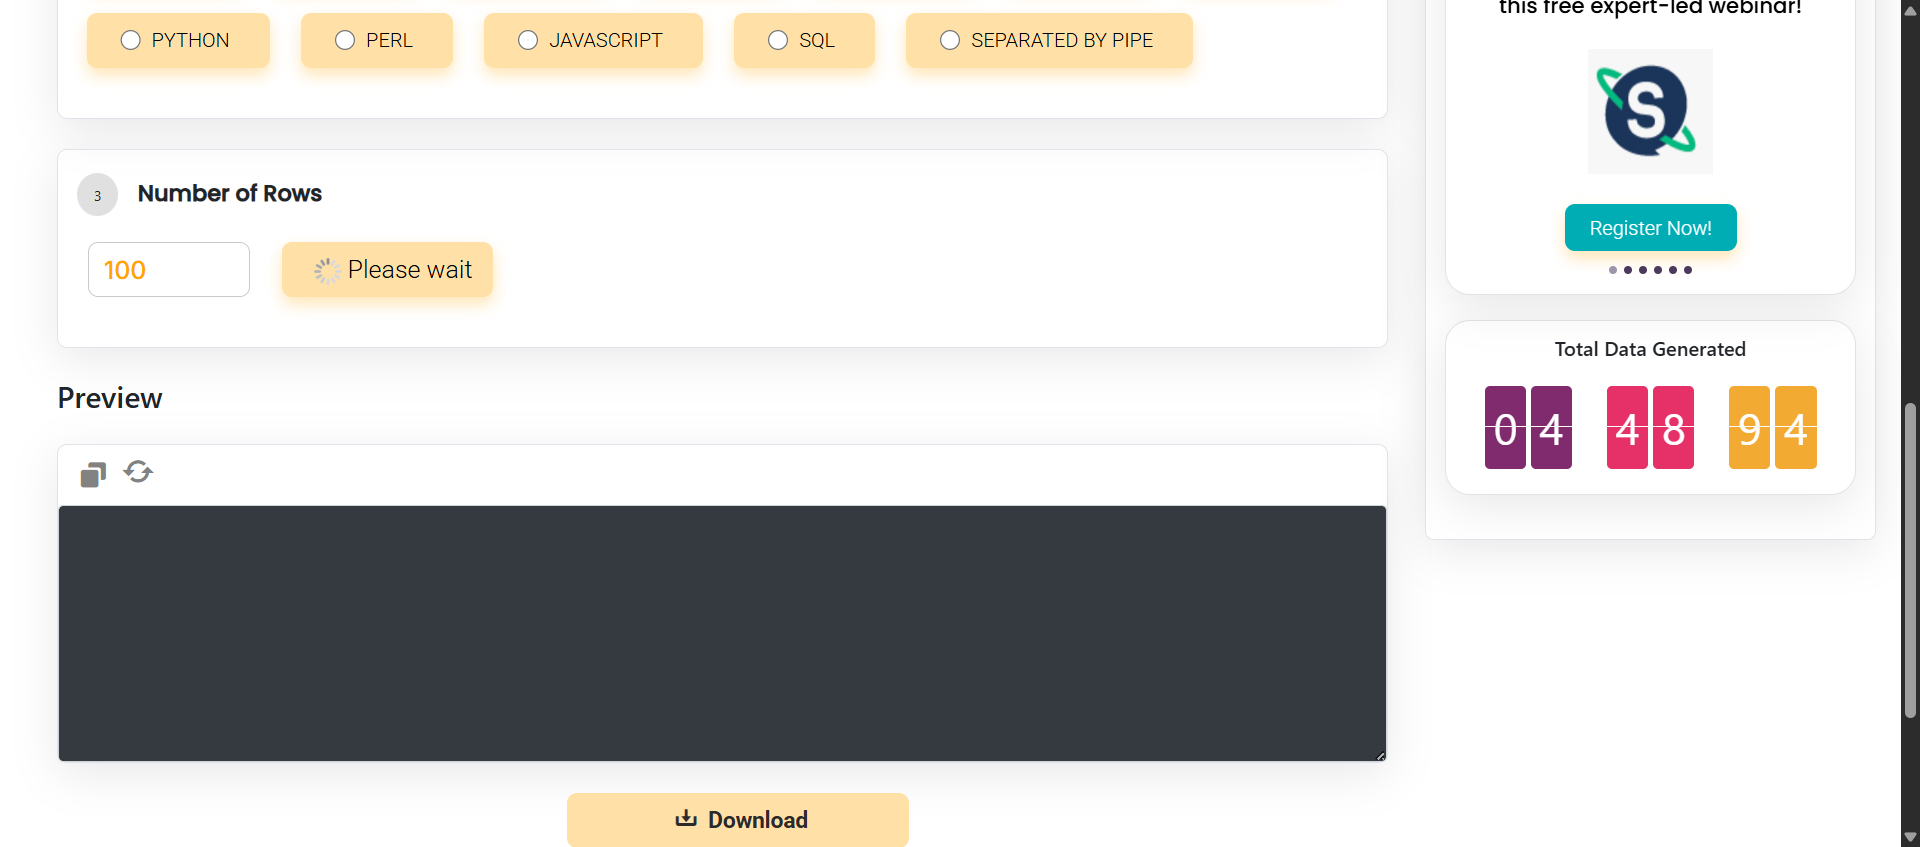 this free expert-led webinar!
PYTHON PERL JAVASCRIPT SQL SEPARATED BY PIPE
S
3 Number of Rows
100 Please wait
Register Now!
Total Data Generated
04 48 94
Preview
Download